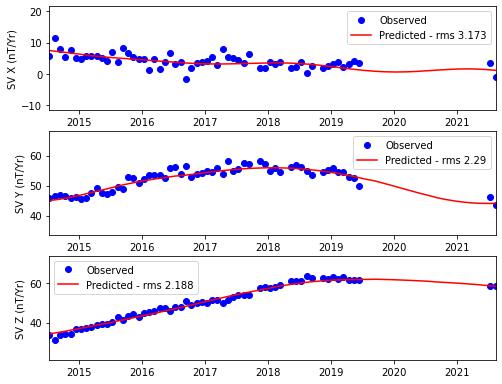 20
10
0
−10
SV X (nT/Yr)
Observed
Predicted - rms 3.173
2015 2016 2017 2018 2019 2020 2021
60
50
40
SV Y (nT/Yr)
Observed
Predicted - rms 2.29
2015 2016 2017 2018 2019 2020 2021
60
40
SV Z (nT/Yr)
Observed
Predicted - rms 2.188
2015 2016 2017 2018 2019 2020 2021